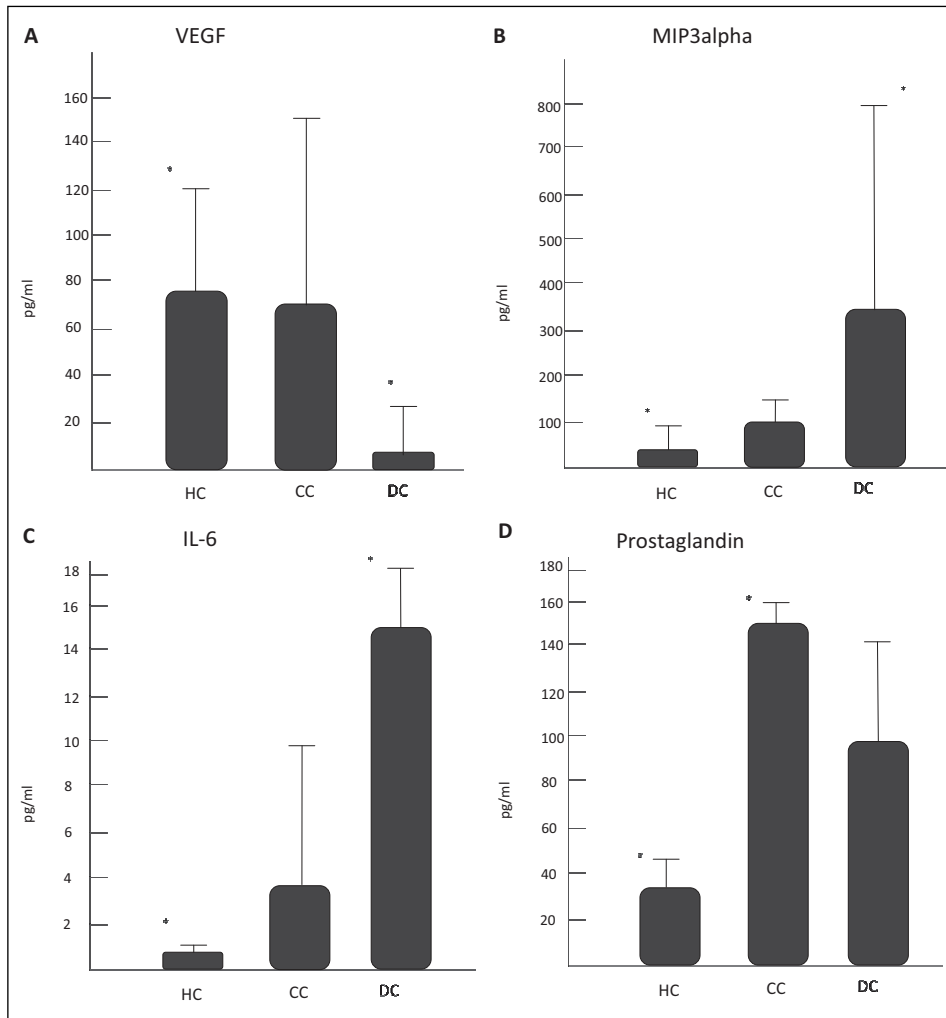 A
VEGF
160
140
120
100
80
60
40
20
pg/ml
*
*
HC
CC
DC
B
MIP3alpha
800
700
600
500
400
300
200
100
pg/ml
*
*
HC
CC
DC
C
IL-6
18
16
14
12
10
8
6
4
2
pg/ml
*
*
HC
CC
DC
D
Prostaglandin
180
160
140
120
100
80
60
40
20
pg/ml
*
*
HC
CC
DC